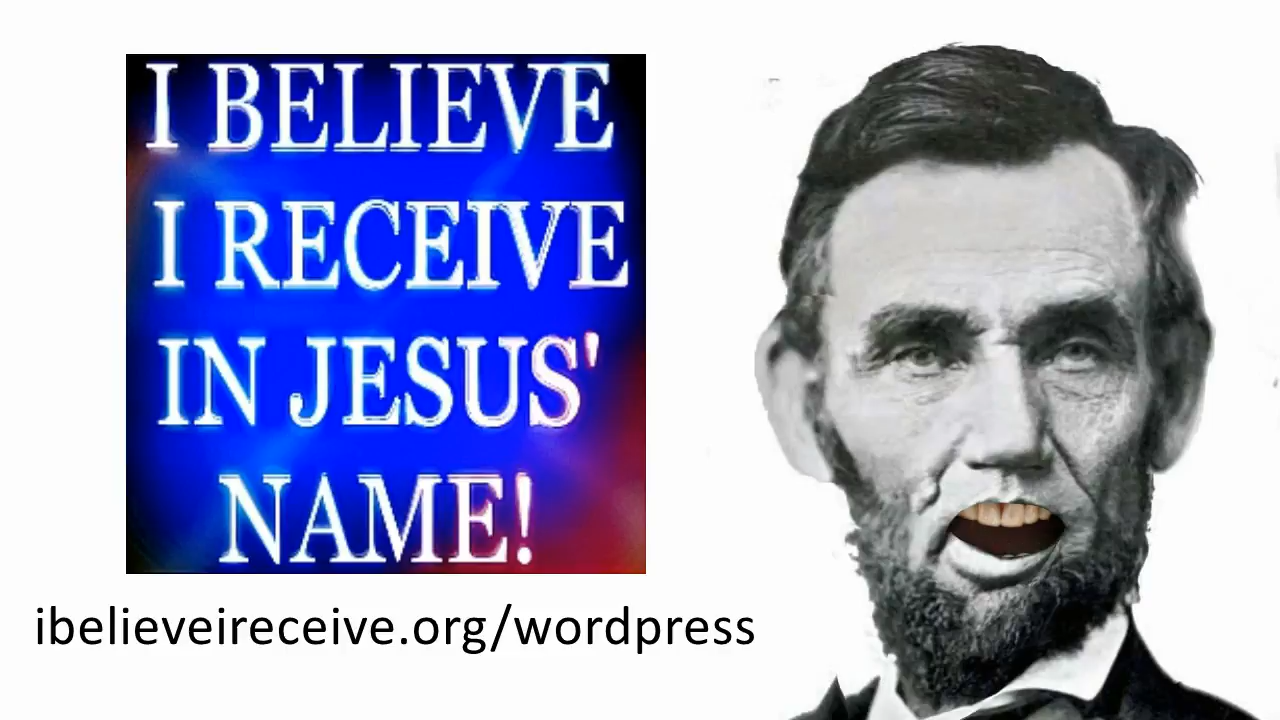 I BELIEVE
I RECEIVE
IN JESUS'
NAME!
ibelieveireceive.org/wordpress